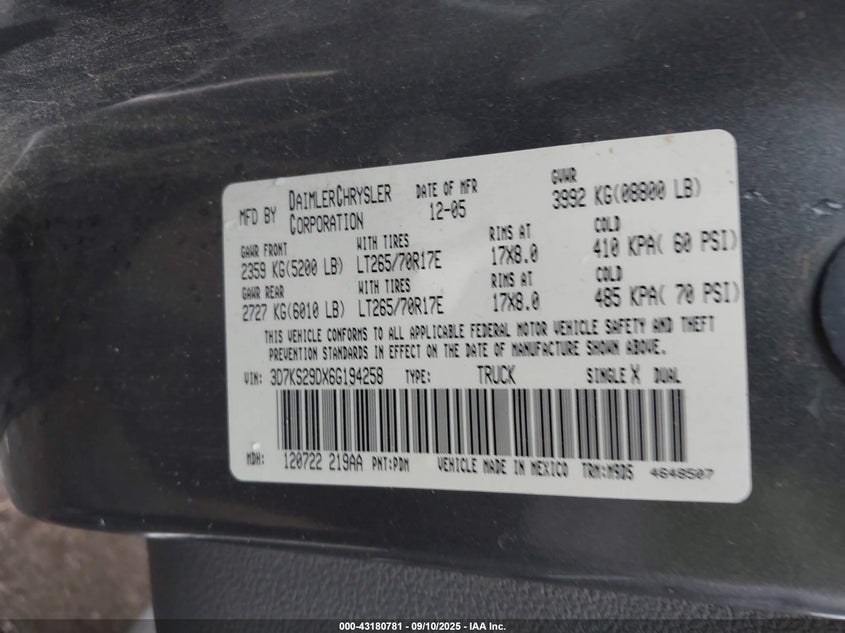 MFD BY DAIMLERCHRYSLER CORPORATION
DATE OF MFR 12-05
GVWR 3992 KG(08800 LB)
GAWR FRONT WITH TIRES RIMS AT COLD
2359 KG(5200 LB) LT265/70R17E 17X8.0 410 KPA( 60 PSI)
GAWR REAR WITH TIRES RIMS AT COLD
2727 KG(6010 LB) LT265/70R17E 17X8.0 485 KPA( 70 PSI)
THIS VEHICLE CONFORMS TO ALL APPLICABLE FEDERAL MOTOR VEHICLE SAFETY AND THEFT
PREVENTION STANDARDS IN EFFECT ON THE DATE OF MANUFACTURE SHOWN ABOVE.
VIN: 3D7KS29DX6G194258 TYPE: TRUCK SINGLE X DUAL
MDH: 120722 219AA PNT:PDM VEHICLE MADE IN MEXICO TRM:M9D5 4648507
000-43180781 - 09/10/2025 - IAA Inc.